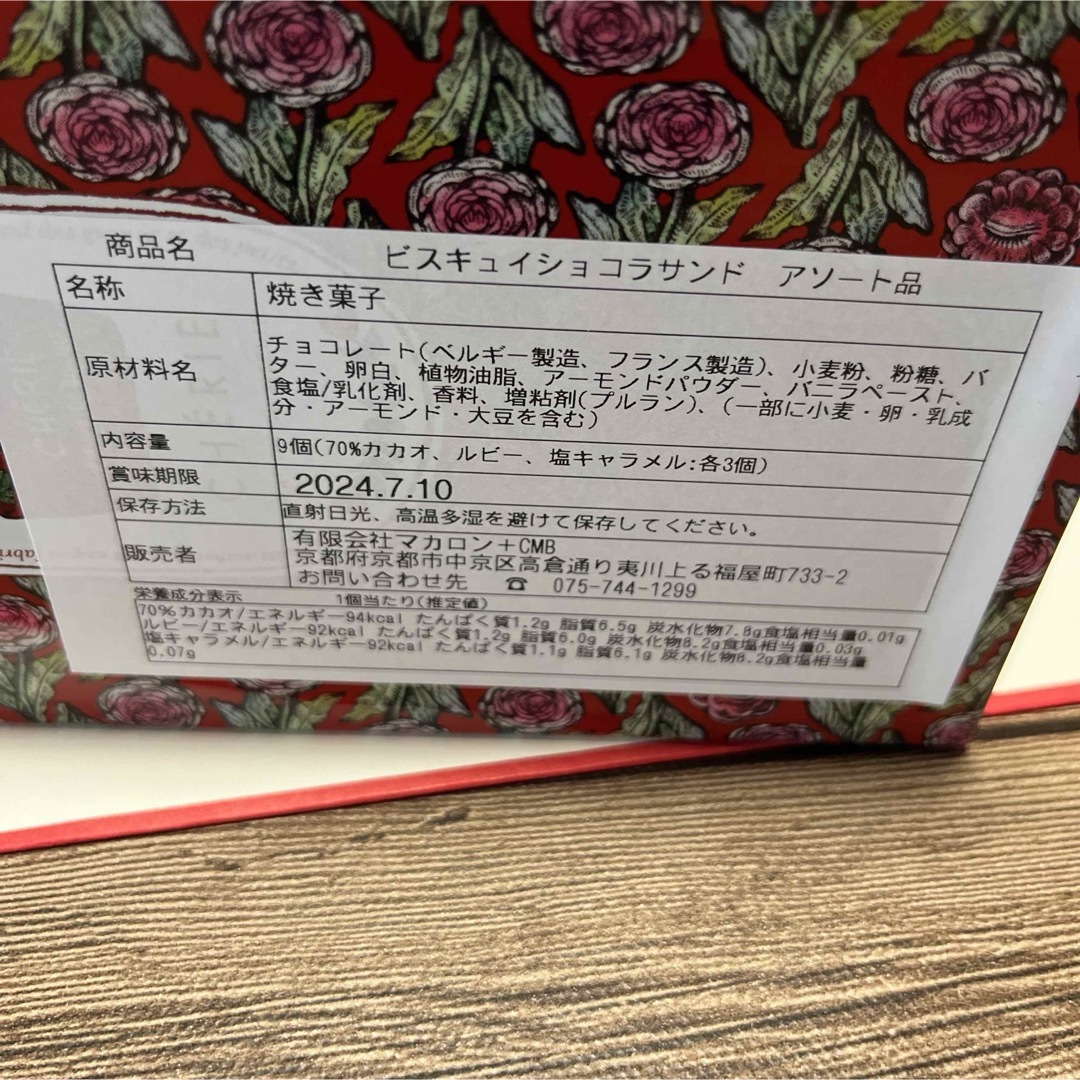 商品名 ビスキュイショコラサンド アソート品
名称 焼き菓子
原材料名 チョコレート(ベルギー製造、フランス製造)、小麦粉、粉糖、バ
ター、卵白、植物油脂、アーモンドパウダー、バニラペースト、
食塩/乳化剤、香料、増粘剤(プルラン)、(一部に小麦・卵・乳成
分・アーモンド・大豆を含む)
内容量 9個(70%カカオ、ルビー、塩キャラメル:各3個)
賞味期限 2024.7.10
保存方法 直射日光、高温多湿を避けて保存してください。
販売者 有限会社マカロン+CMB
京都府京都市中京区高倉通り夷川上る福屋町733-2
お問い合わせ先 ☎ 075-744-1299
栄養成分表示 1個当たり(推定値)
70%カカオ/エネルギー94kcal たんぱく質1.2g 脂質6.5g 炭水化物7.8g食塩相当量0.01g
ルビー/エネルギー92kcal たんぱく質1.2g 脂質6.0g 炭水化物8.2g食塩相当量0.03g
塩キャラメル/エネルギー92kcal たんぱく質1.1g 脂質6.1g 炭水化物8.2g食塩相当量
0.07g